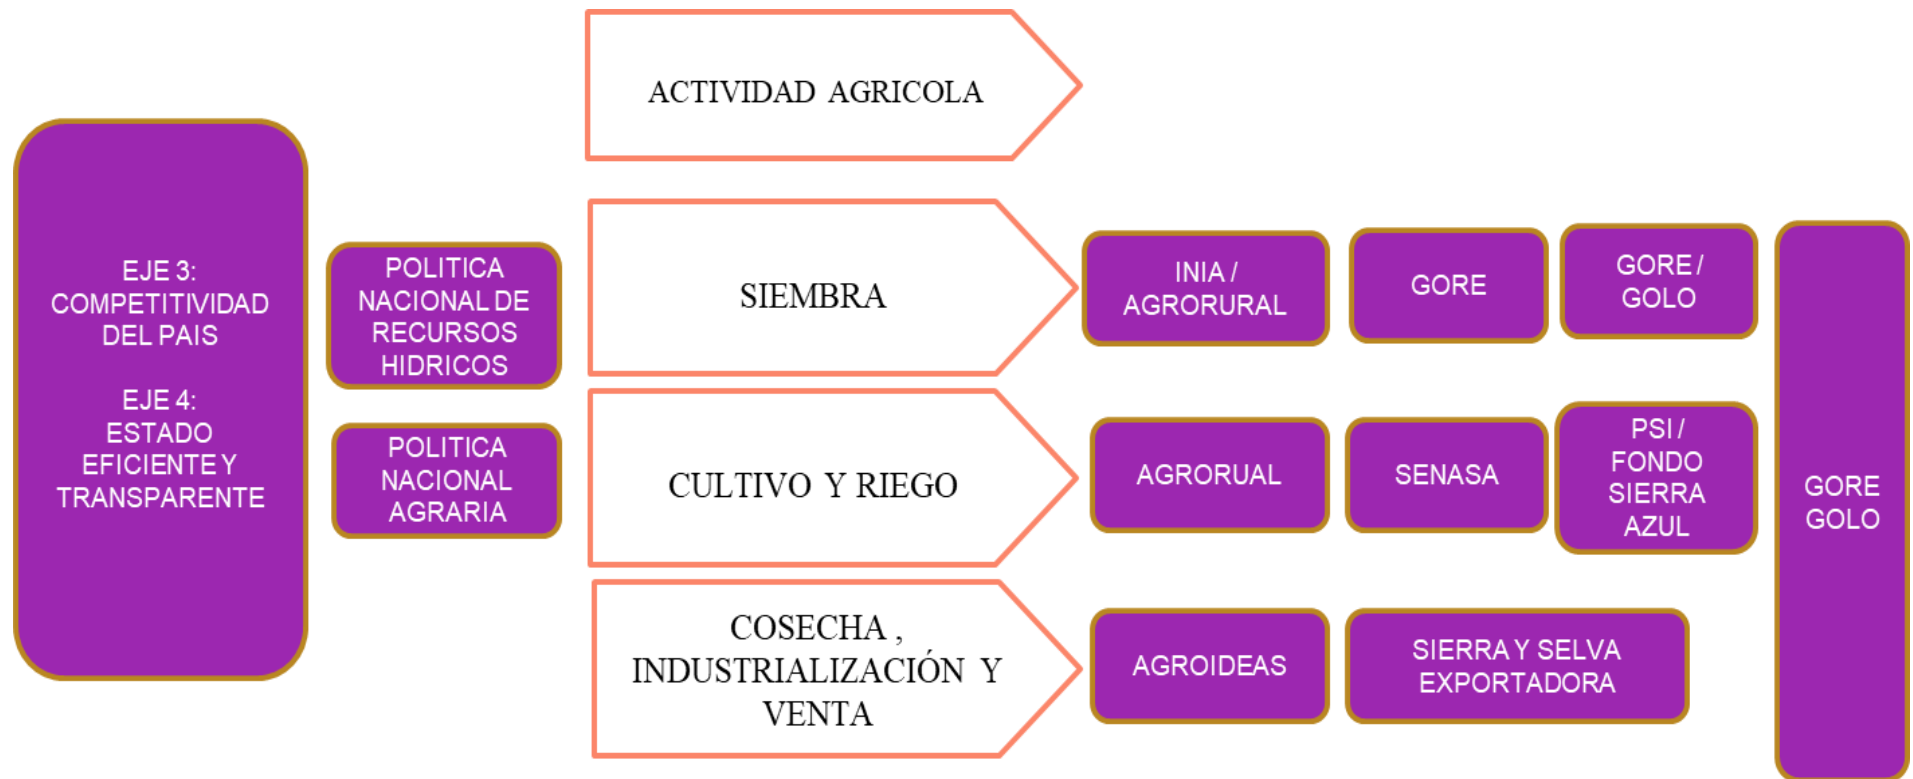 ACTIVIDAD AGRICOLA
EJE 3:
COMPETITIVIDAD
DEL PAIS
EJE 4:
ESTADO
EFICIENTE Y
TRANSPARENTE
POLITICA
NACIONAL DE
RECURSOS
HIDRICOS
POLITICA
NACIONAL
AGRARIA
SIEMBRA
INIA /
AGRORURAL
GORE
GORE /
GOLO
CULTIVO Y RIEGO
AGRORUAL
SENASA
PSI /
FONDO
SIERRA
AZUL
COSECHA ,
INDUSTRIALIZACIÓN Y
VENTA
AGROIDEAS
SIERRA Y SELVA
EXPORTADORA
GORE
GOLO